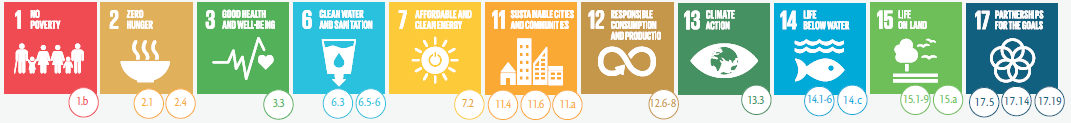 1 NO
POVERTY
2 ZERO
HUNGER
3 GOOD HEALTH
AND WELL-BEING
6 CLEAN WATER
AND SANITATION
7 AFFORDABLE AND
CLEAN ENERGY
11 SUSTAINABLE CITIES
AND COMMUNITIES
12 RESPONSIBLE
CONSUMPTION
AND PRODUCTIO
13 CLIMATE
ACTION
14 LIFE
BELOW WATER
15 LIFE
ON LAND
17 PARTNERSHIPS
FOR THE GOALS
1.b
2.1 2.4
3.3
6.3 6.5-6
7.2
11.4 11.6 11.a
12.6-8
13.3
14.1-6 14.c
15.1-9 15.a
17.5 17.14 17.19